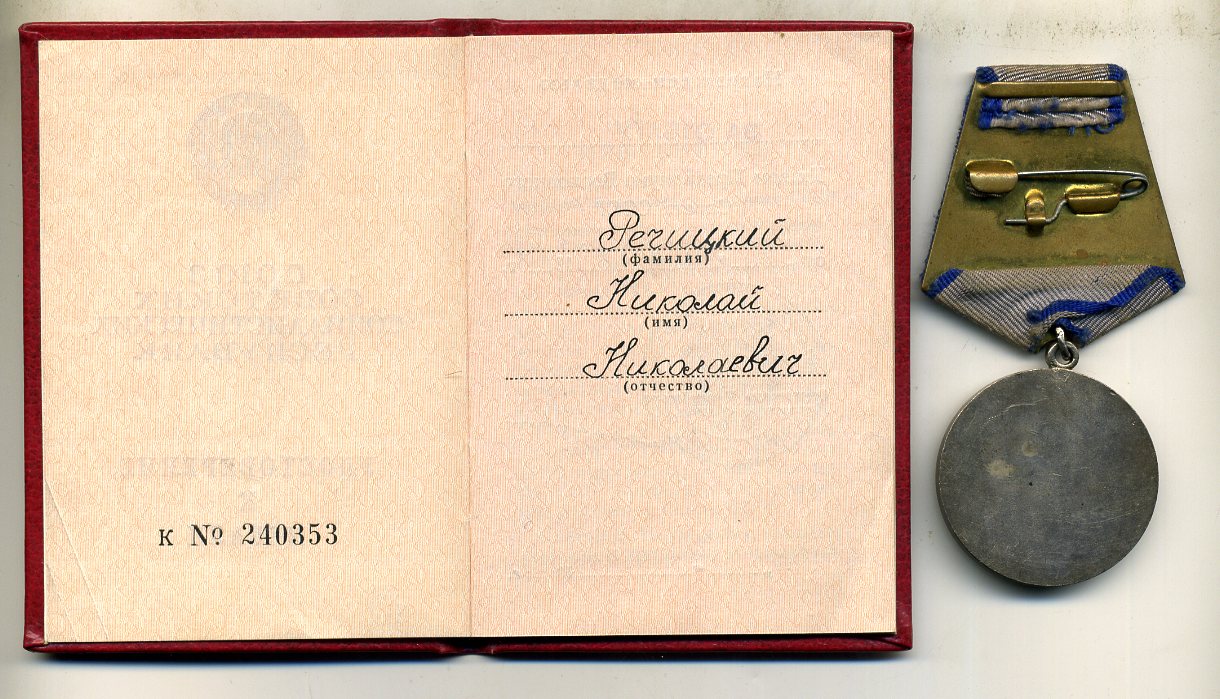 к № 240353
Речицкий
(фамилия)
Николай
(имя)
Николаевич
(отчество)